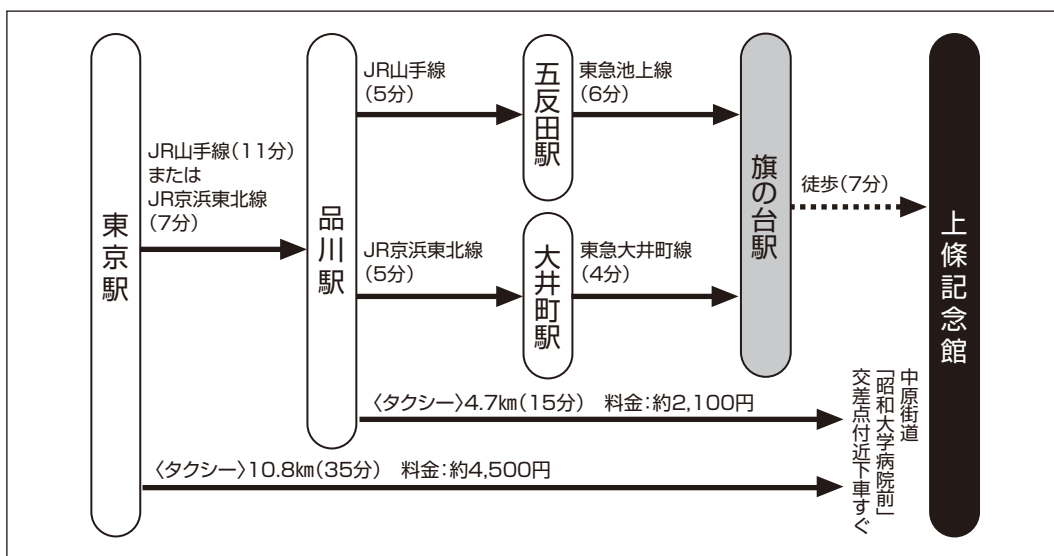 東京駅
JR山手線(11分)
または
JR京浜東北線
(7分)
品川駅
JR山手線
(5分)
五反田駅
東急池上線
(6分)
JR京浜東北線
(5分)
大井町駅
東急大井町線
(4分)
旗の台駅
徒歩(7分)
上條記念館
〈タクシー〉4.7㎞(15分)　料金：約2,100円
〈タクシー〉10.8㎞(35分)　料金：約4,500円
中原街道
「昭和大学病院前」
交差点付近下車すぐ